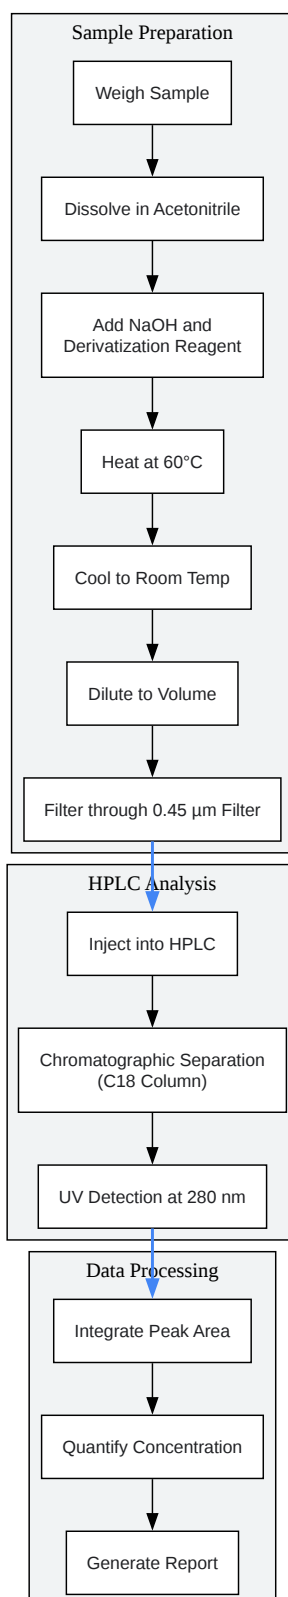 Sample Preparation
Weigh Sample
Dissolve in Acetonitrile
Add NaOH and
Derivatization Reagent
Heat at 60°C
Cool to Room Temp
Dilute to Volume
Filter through 0.45 µm Filter
HPLC Analysis
Inject into HPLC
Chromatographic Separation
(C18 Column)
UV Detection at 280 nm
Data Processing
Integrate Peak Area
Quantify Concentration
Generate Report